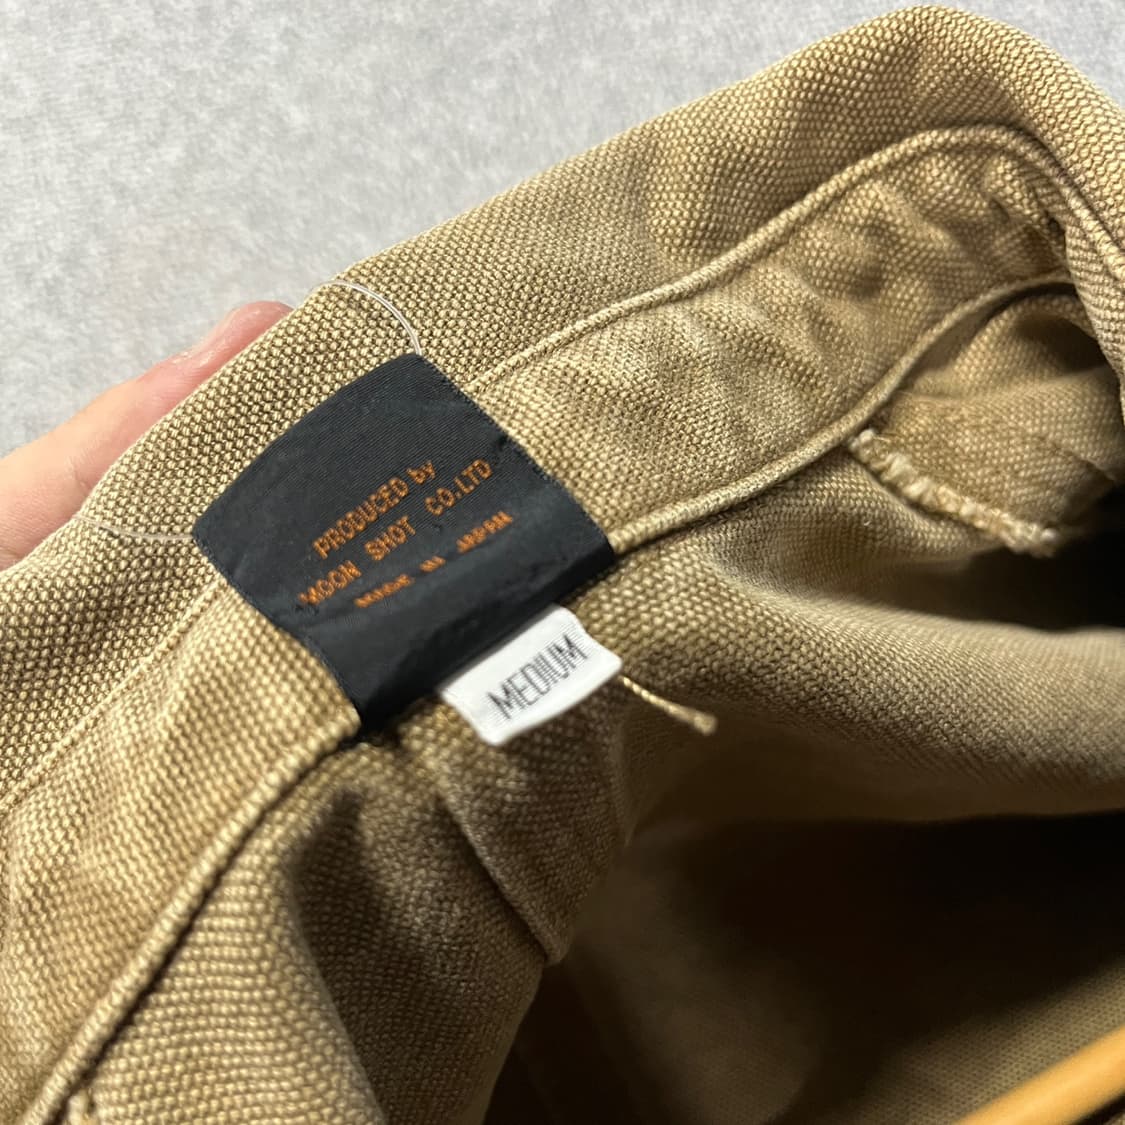 PRODUCED by
MOON SHOT CO.LTD
MADE IN JAPAN
MEDIUM